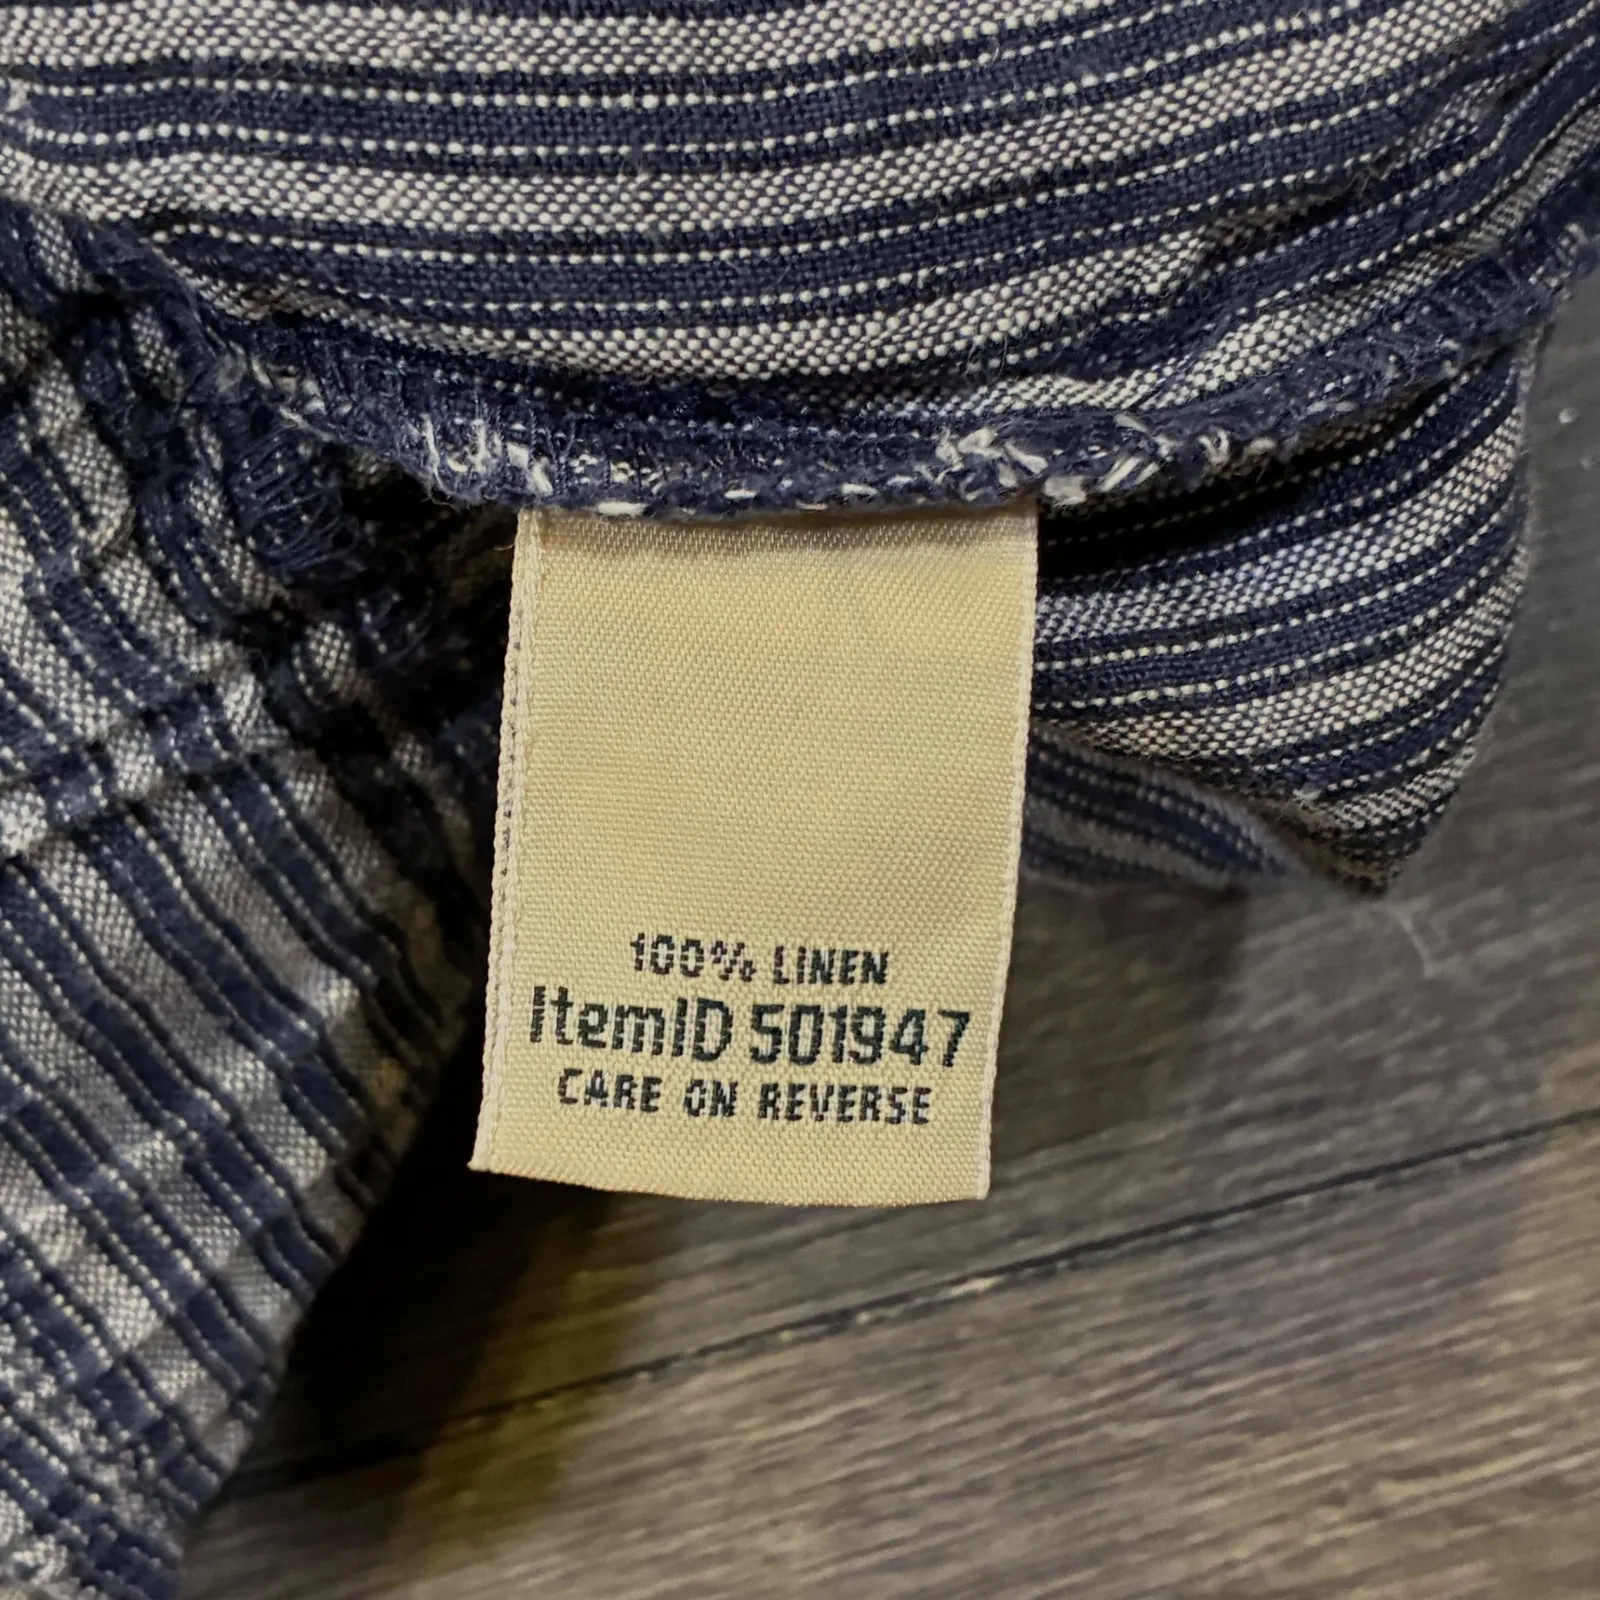 100% LINEN
ItemID 501947
CARE ON REVERSE